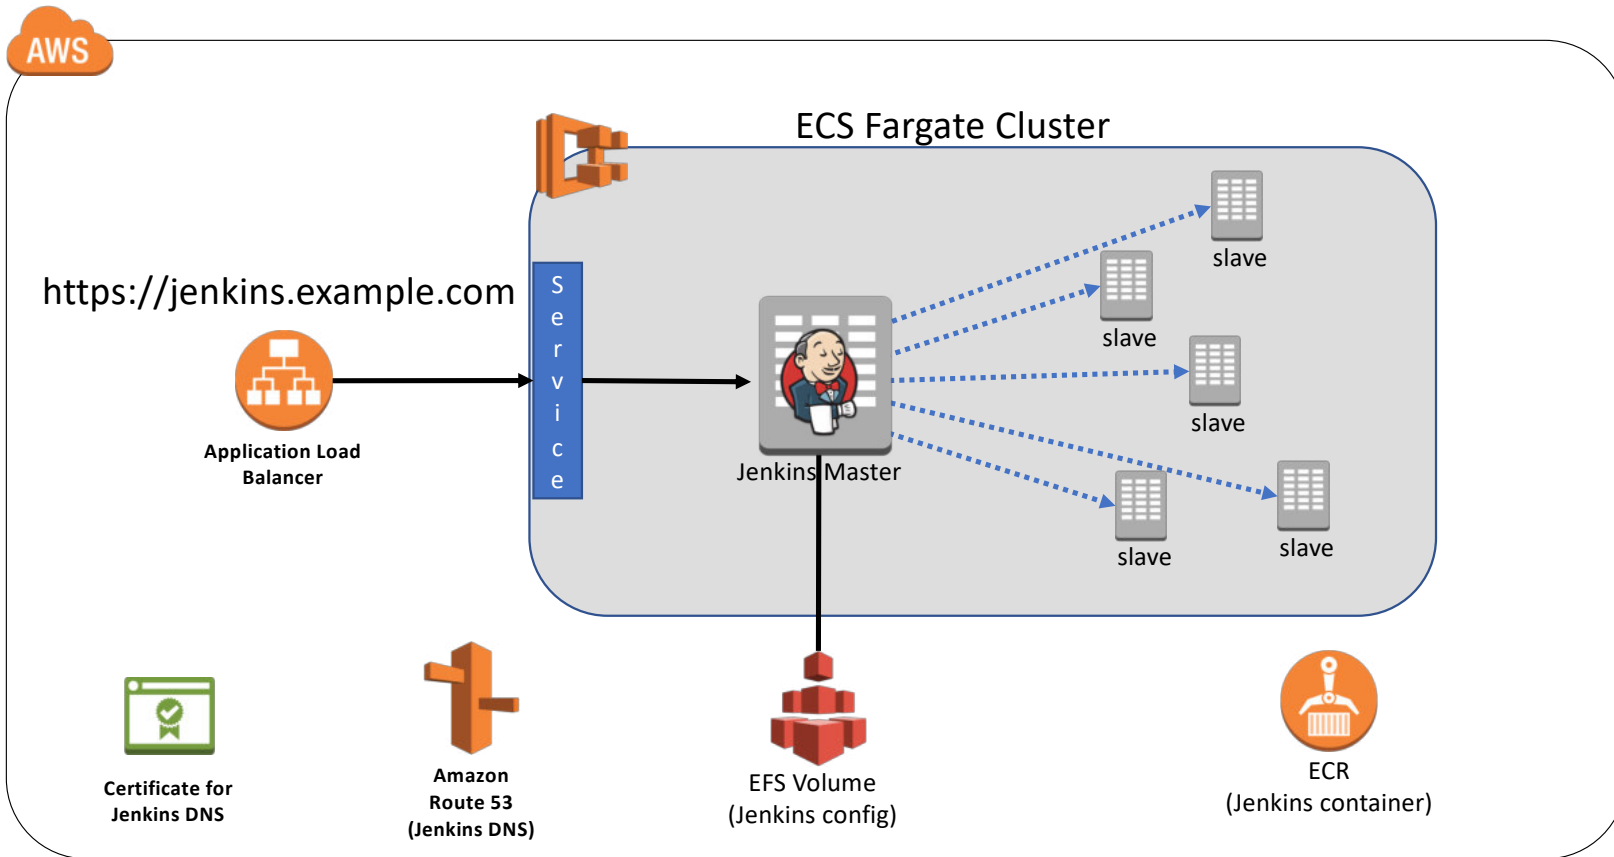 AWS
ECS Fargate Cluster
https://jenkins.example.com
Service
Application Load
Balancer
Jenkins Master
slave
slave
slave
slave
slave
Certificate for
Jenkins DNS
Amazon
Route 53
(Jenkins DNS)
EFS Volume
(Jenkins config)
ECR
(Jenkins container)